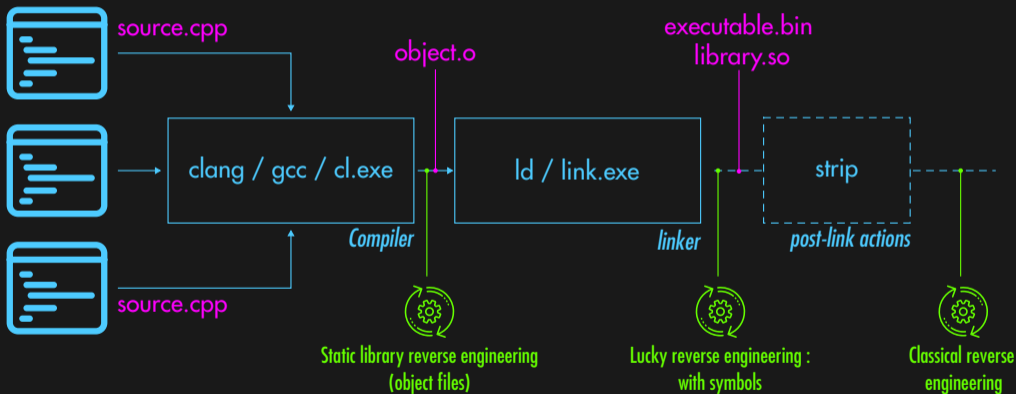 source.cpp
object.o
executable.bin
library.so
clang / gcc / cl.exe
ld / link.exe
strip
Compiler
linker
post-link actions
source.cpp
Static library reverse engineering
(object files)
Lucky reverse engineering :
with symbols
Classical reverse
engineering